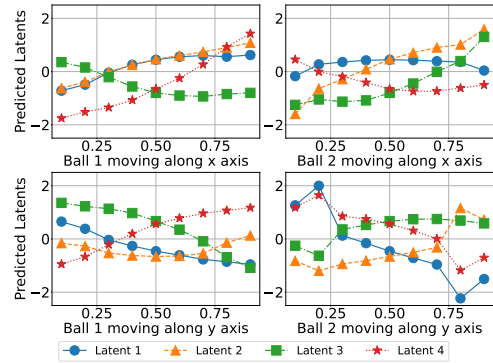 Predicted Latents
2
0
−2
0.25 0.50 0.75
Ball 1 moving along x axis
2
0
−2
0.25 0.50 0.75
Ball 2 moving along x axis
Predicted Latents
2
0
−2
0.25 0.50 0.75
Ball 1 moving along y axis
2
0
−2
0.25 0.50 0.75
Ball 2 moving along y axis
Latent 1 Latent 2 Latent 3 Latent 4